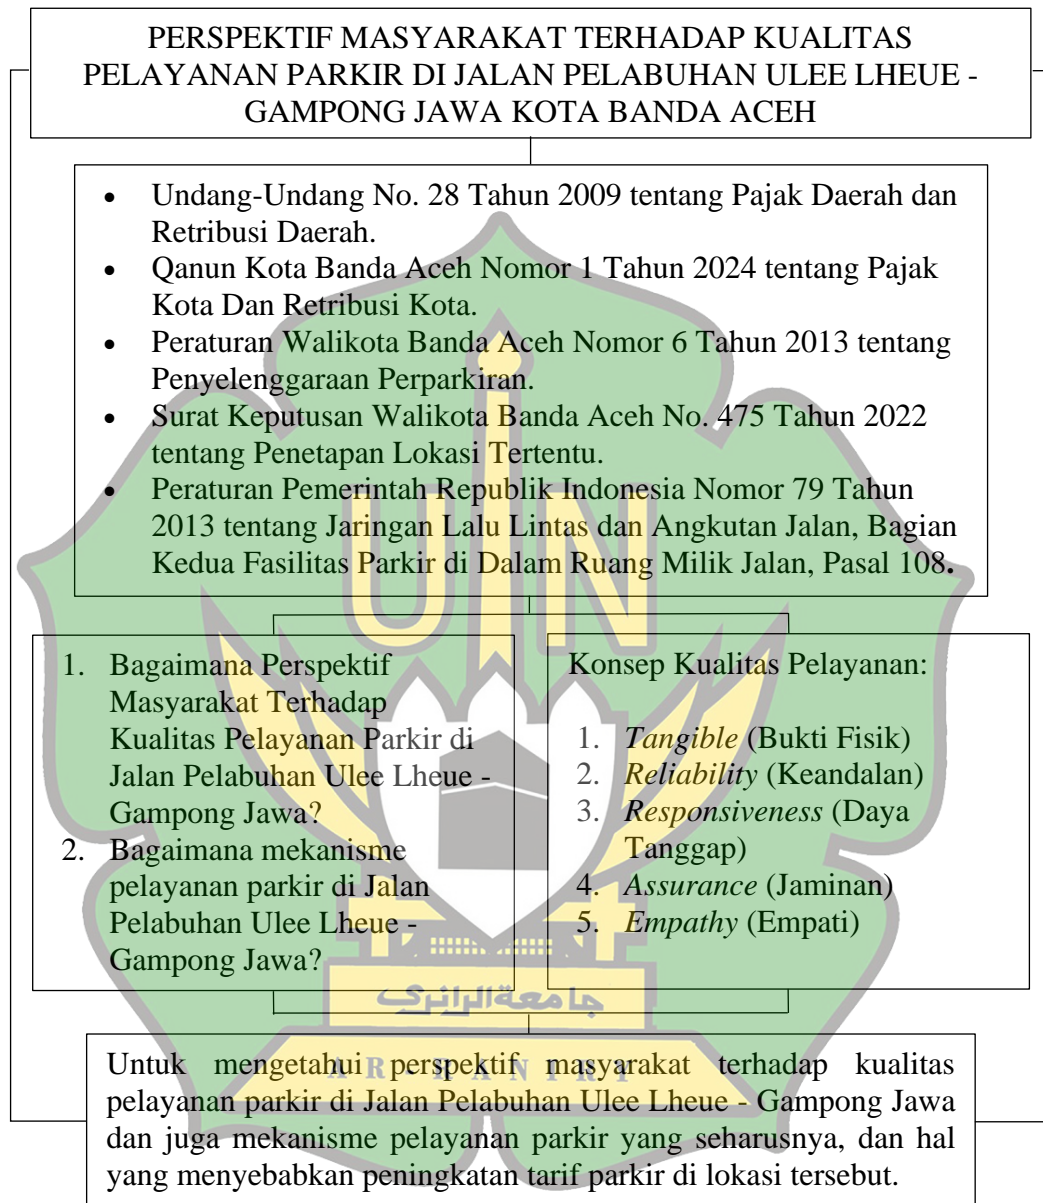 PERSPEKTIF MASYARAKAT TERHADAP KUALITAS
PELAYANAN PARKIR DI JALAN PELABUHAN ULEE LHEUE -
GAMPONG JAWA KOTA BANDA ACEH
• Undang-Undang No. 28 Tahun 2009 tentang Pajak Daerah dan
Retribusi Daerah.
• Qanun Kota Banda Aceh Nomor 1 Tahun 2024 tentang Pajak
Kota Dan Retribusi Kota.
• Peraturan Walikota Banda Aceh Nomor 6 Tahun 2013 tentang
Penyelenggaraan Perparkiran.
• Surat Keputusan Walikota Banda Aceh No. 475 Tahun 2022
tentang Penetapan Lokasi Tertentu.
• Peraturan Pemerintah Republik Indonesia Nomor 79 Tahun
2013 tentang Jaringan Lalu Lintas dan Angkutan Jalan, Bagian
Kedua Fasilitas Parkir di Dalam Ruang Milik Jalan, Pasal 108.
UIN
1. Bagaimana Perspektif
Masyarakat Terhadap
Kualitas Pelayanan Parkir di
Jalan Pelabuhan Ulee Lheue -
Gampong Jawa?
2. Bagaimana mekanisme
pelayanan parkir di Jalan
Pelabuhan Ulee Lheue -
Gampong Jawa?
Konsep Kualitas Pelayanan:
1. Tangible (Bukti Fisik)
2. Reliability (Keandalan)
3. Responsiveness (Daya
Tanggap)
4. Assurance (Jaminan)
5. Empathy (Empati)
جامعة الرانري
AR-RANIRY
Untuk mengetahui perspektif masyarakat terhadap kualitas
pelayanan parkir di Jalan Pelabuhan Ulee Lheue - Gampong Jawa
dan juga mekanisme pelayanan parkir yang seharusnya, dan hal
yang menyebabkan peningkatan tarif parkir di lokasi tersebut.